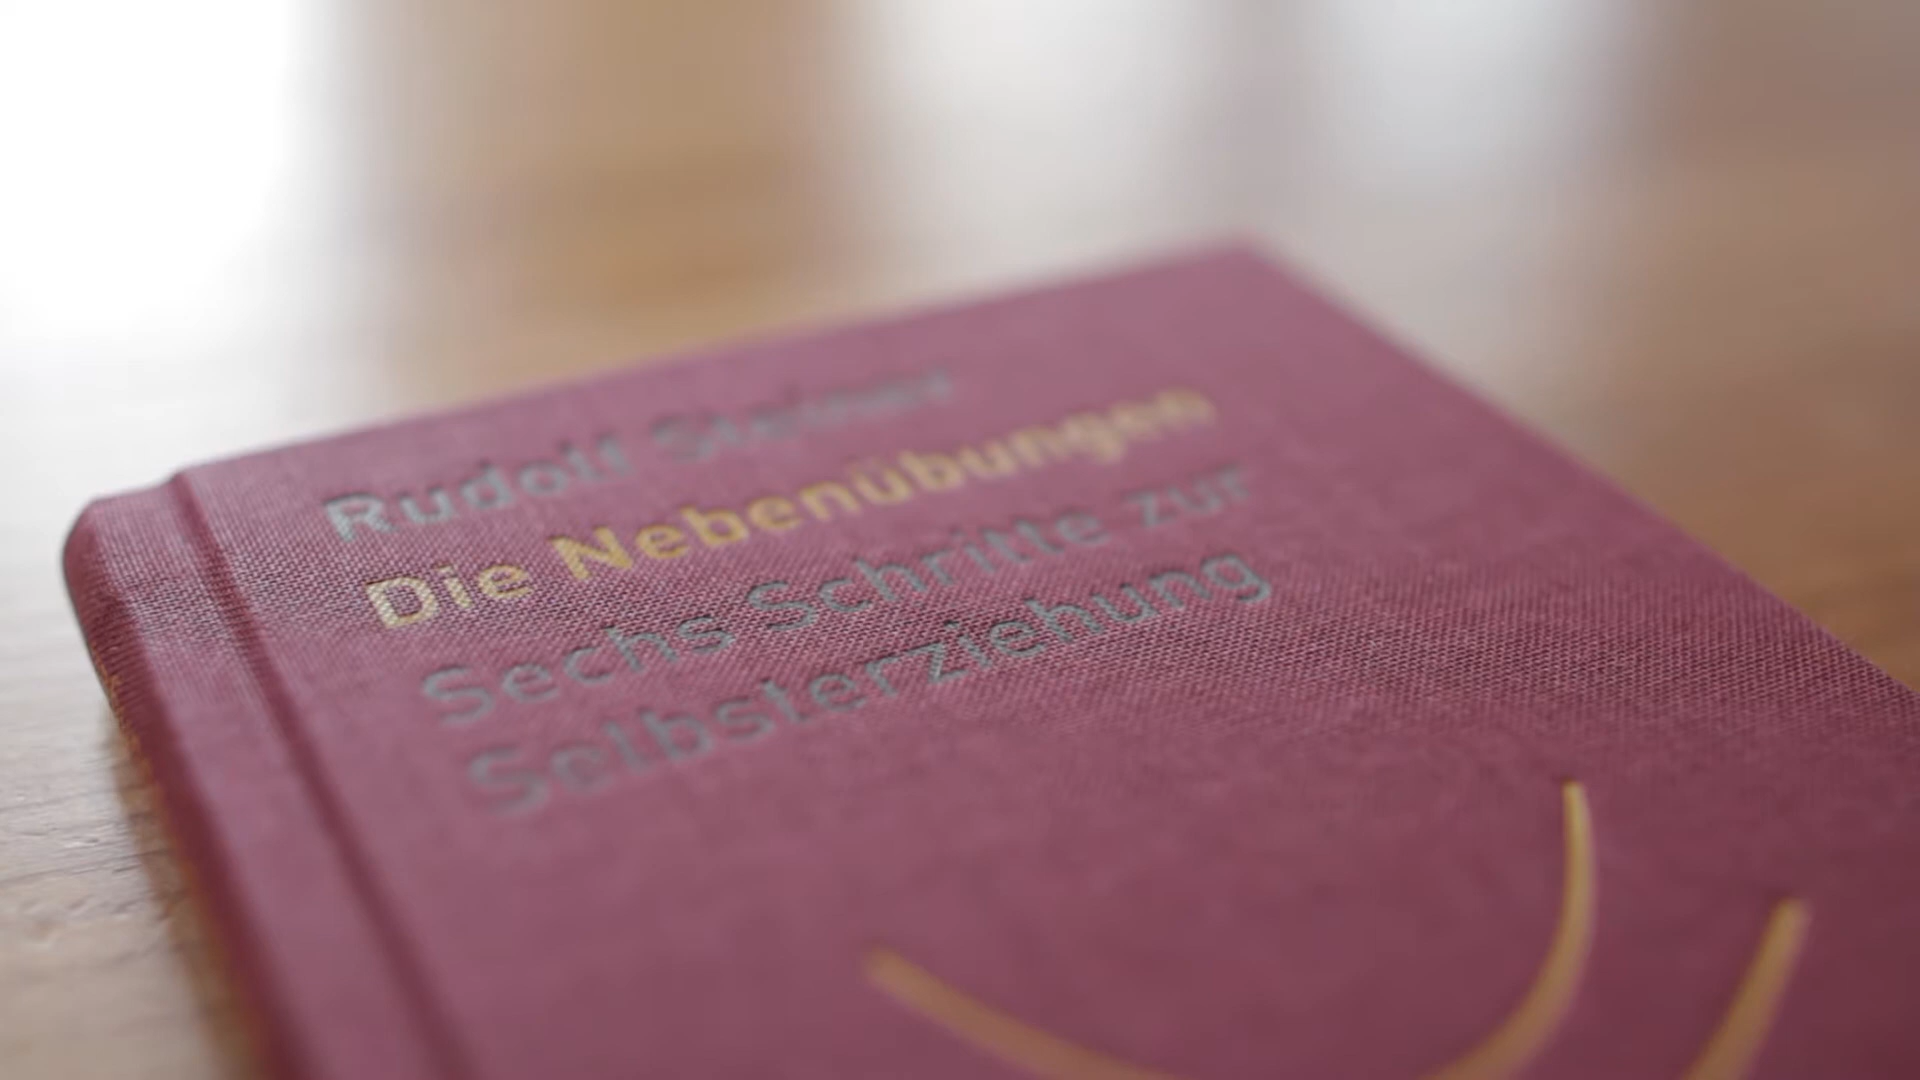 Rudolf Steiner
Die Nebenübungen
Sechs Schritte zur
Selbsterziehung